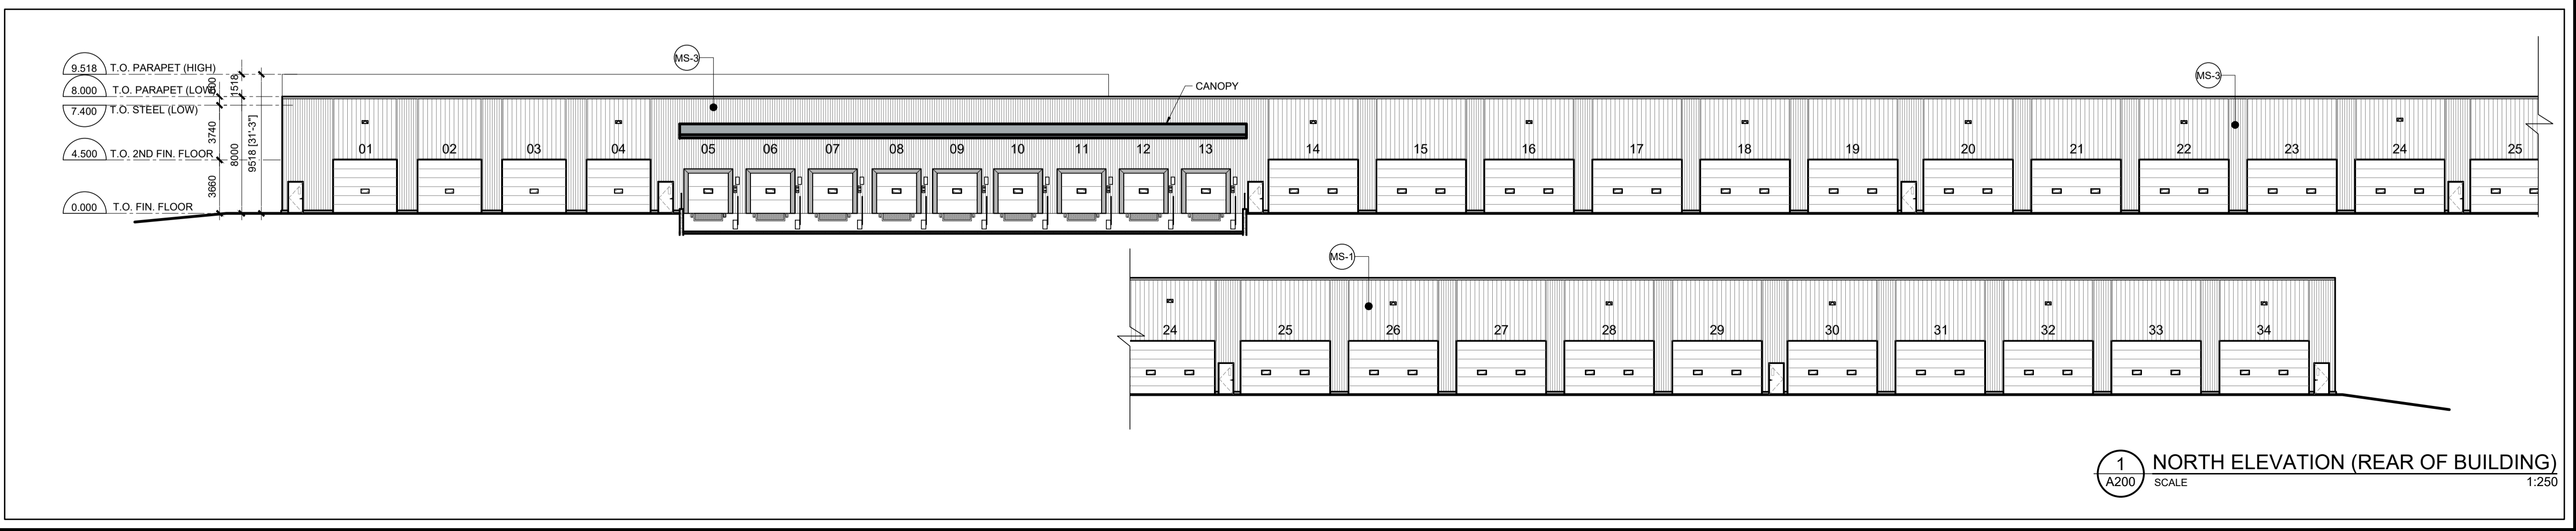 MS-3
9.518 T.O. PARAPET (HIGH)
8.000 T.O. PARAPET (LOW)
7.400 T.O. STEEL (LOW)
4.500 T.O. 2ND FIN. FLOOR
0.000 T.O. FIN. FLOOR
600
1518
3740
8000
9518 [31'-3"]
3660
CANOPY
MS-3
01 02 03 04 05 06 07 08 09 10 11 12 13 14 15 16 17 18 19 20 21 22 23 24 25
MS-1
24 25 26 27 28 29 30 31 32 33 34
1
A200
NORTH ELEVATION (REAR OF BUILDING)
SCALE 1:250